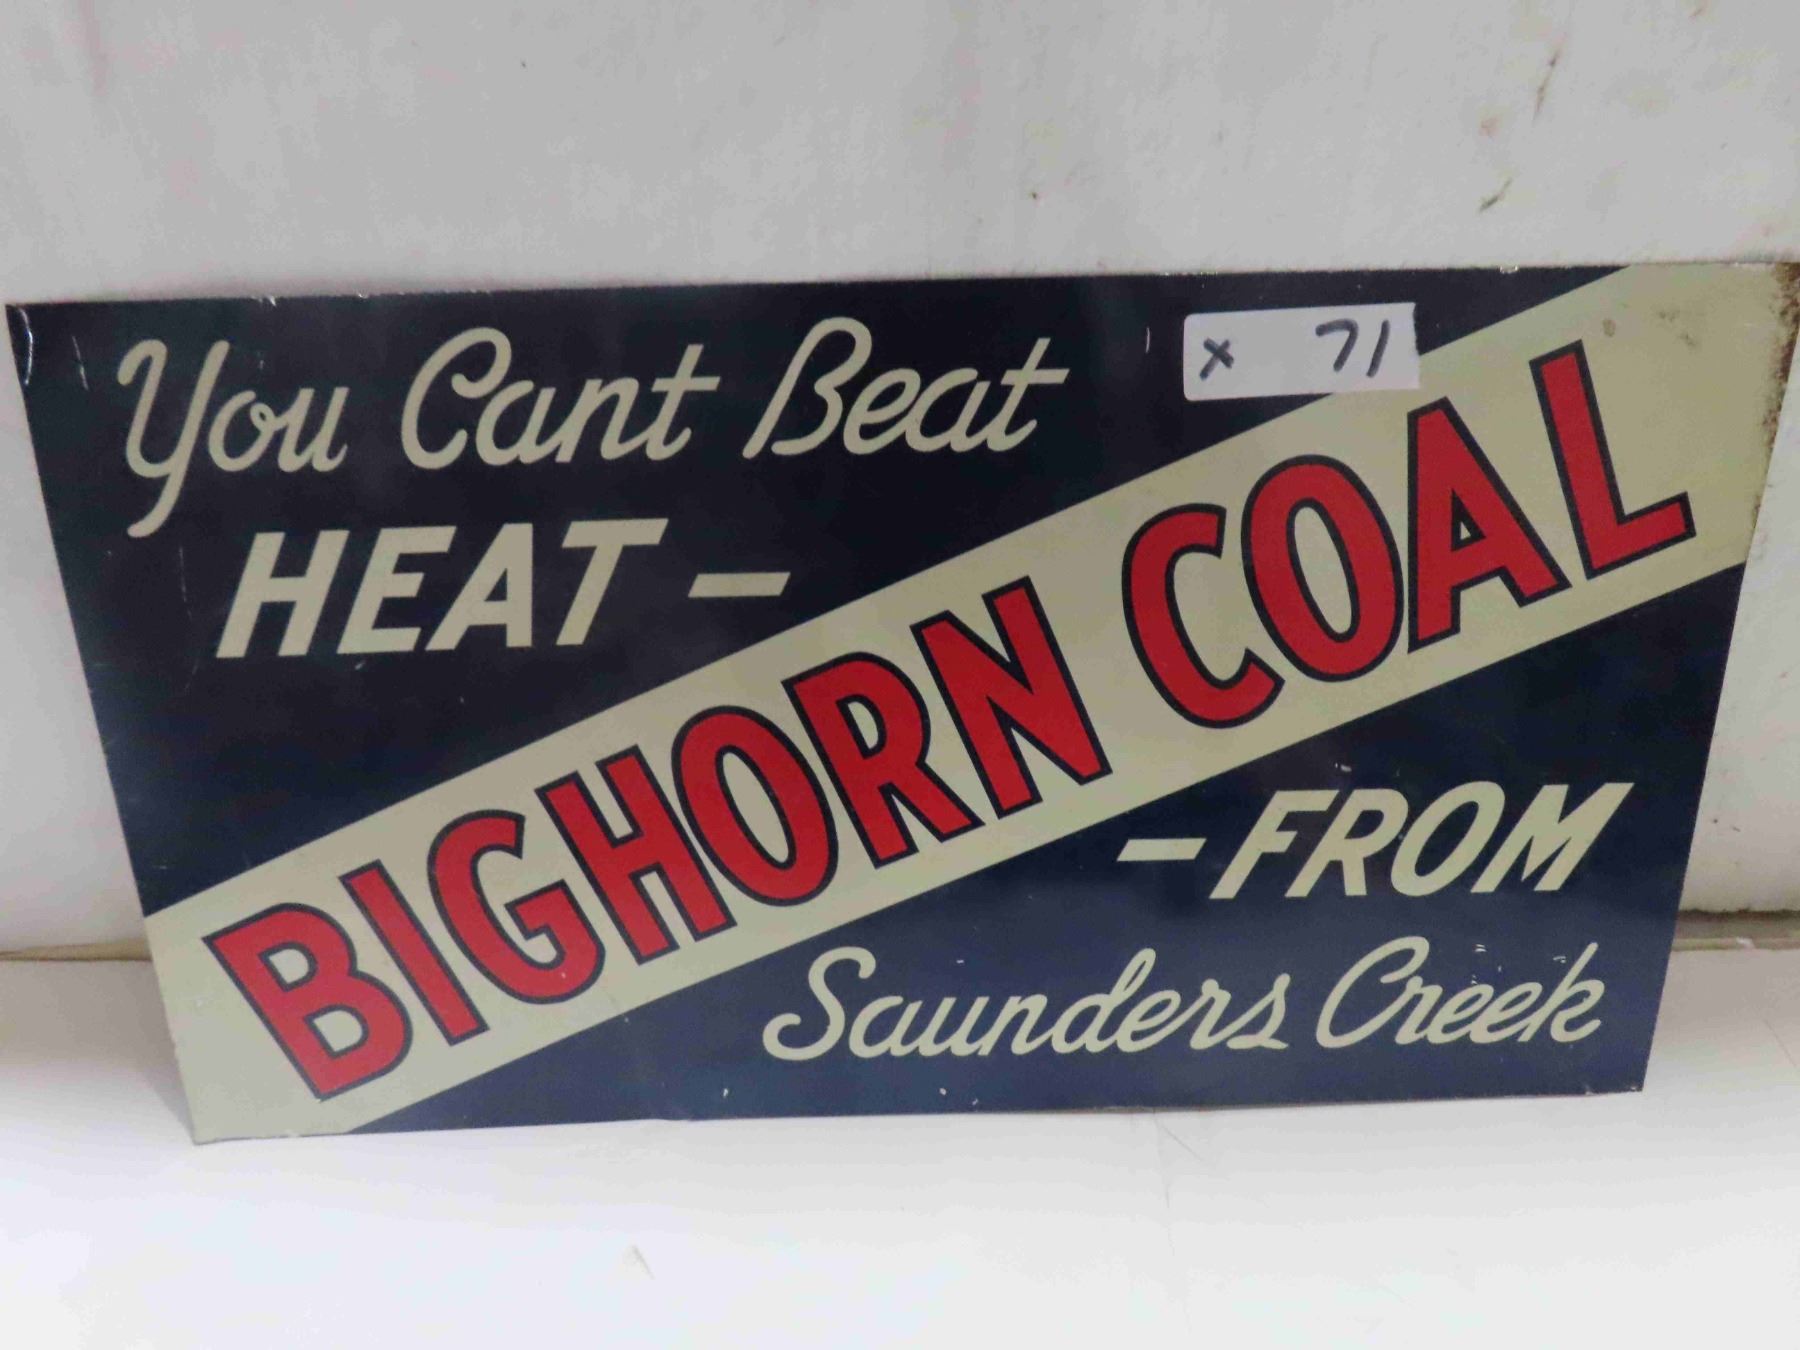 You Cant Beat
x 71
HEAT -
BIGHORN COAL
- FROM
Saunders Creek